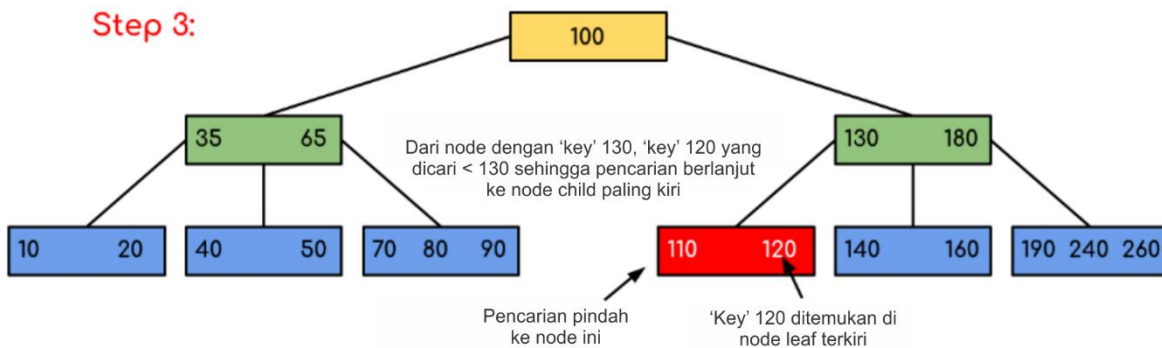 Step 3:
100
35 65
Dari node dengan ‘key’ 130, ‘key’ 120 yang
dicari < 130 sehingga pencarian berlanjut
ke node child paling kiri
130 180
10 20
40 50
70 80 90
110 120
140 160
190 240 260
Pencarian pindah
ke node ini
‘Key’ 120 ditemukan di
node leaf terkiri